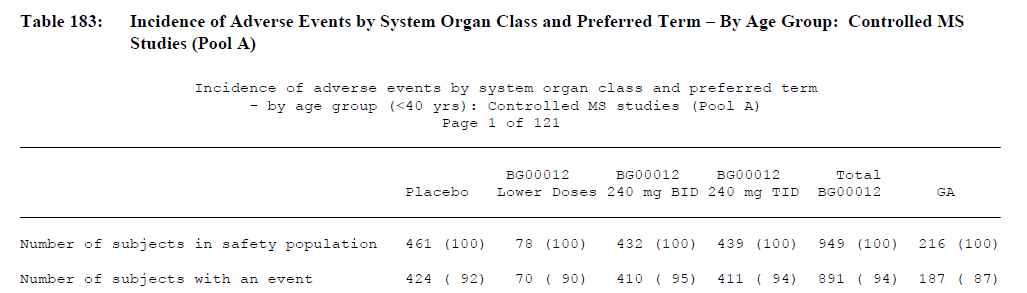 Table 183: Incidence of Adverse Events by System Organ Class and Preferred Term – By Age Group: Controlled MS
Studies (Pool A)
Incidence of adverse events by system organ class and preferred term
- by age group (<40 yrs): Controlled MS studies (Pool A)
Page 1 of 121
BG00012 BG00012 BG00012 Total
Placebo Lower Doses 240 mg BID 240 mg TID BG00012 GA
Number of subjects in safety population 461 (100) 78 (100) 432 (100) 439 (100) 949 (100) 216 (100)
Number of subjects with an event 424 ( 92) 70 ( 90) 410 ( 95) 411 ( 94) 891 ( 94) 187 ( 87)